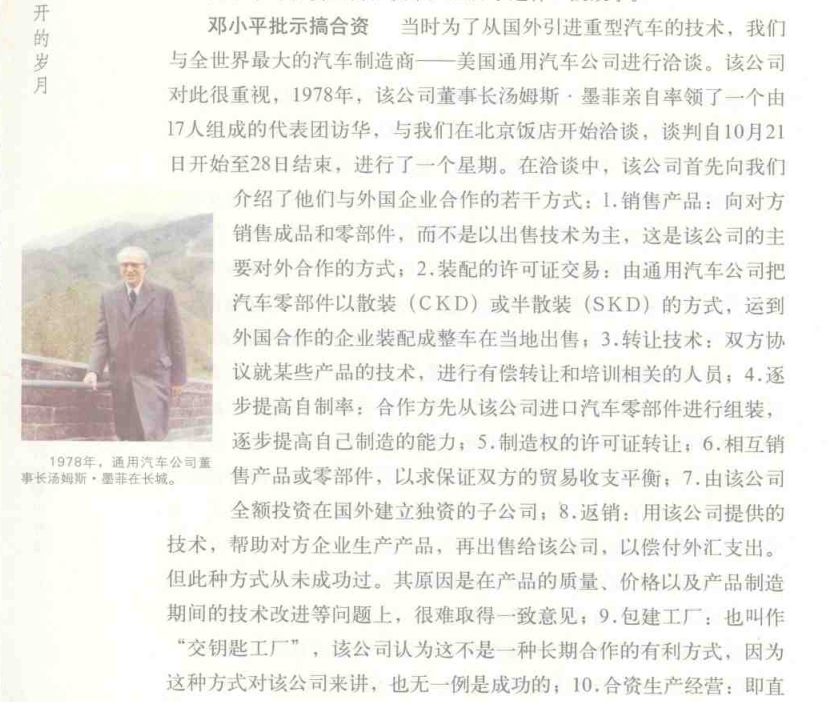 开的岁月
邓小平批示搞合资 当时为了从国外引进重型汽车的技术，我们
与全世界最大的汽车制造商——美国通用汽车公司进行洽谈。该公司
对此很重视，1978年，该公司董事长汤姆斯·墨菲亲自率领了一个由
17人组成的代表团访华，与我们在北京饭店开始洽谈，谈判自10月21
日开始至28日结束，进行了一个星期。在洽谈中，该公司首先向我们
介绍了他们与外国企业合作的若干方式：1.销售产品：向对方
销售成品和零部件，而不是以出售技术为主，这是该公司的主
要对外合作的方式；2.装配的许可证交易：由通用汽车公司把
汽车零部件以散装（CKD）或半散装（SKD）的方式，运到
外国合作的企业装配成整车在当地出售；3.转让技术：双方协
议就某些产品的技术，进行有偿转让和培训相关的人员；4.逐
步提高自制率：合作方先从该公司进口汽车零部件进行组装，
逐步提高自己制造的能力；5.制造权的许可证转让；6.相互销
售产品或零部件，以求保证双方的贸易收支平衡；7.由该公司
全额投资在国外建立独资的子公司；8.返销：用该公司提供的
技术，帮助对方企业生产产品，再出售给该公司，以偿付外汇支出。
但此种方式从未成功过。其原因是在产品的质量、价格以及产品制造
期间的技术改进等问题上，很难取得一致意见；9.包建工厂：也叫作
“交钥匙工厂”，该公司认为这不是一种长期合作的有利方式，因为
这种方式对该公司来讲，也无一例是成功的；10.合资生产经营：即直
1978年，通用汽车公司董
事长汤姆斯·墨菲在长城。